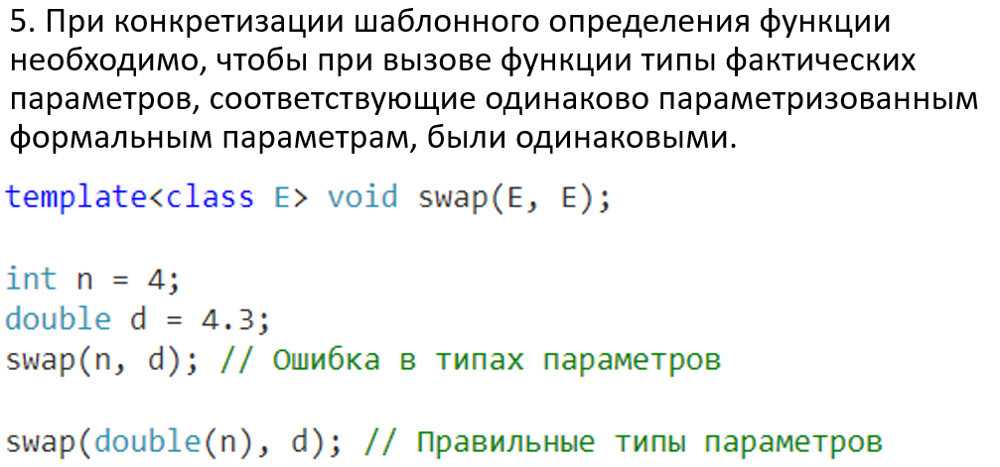 5. При конкретизации шаблонного определения функции
необходимо, чтобы при вызове функции типы фактических
параметров, соответствующие одинаково параметризованным
формальным параметрам, были одинаковыми.
template<class E> void swap(E, E);
int n = 4;
double d = 4.3;
swap(n, d); // Ошибка в типах параметров
swap(double(n), d); // Правильные типы параметров